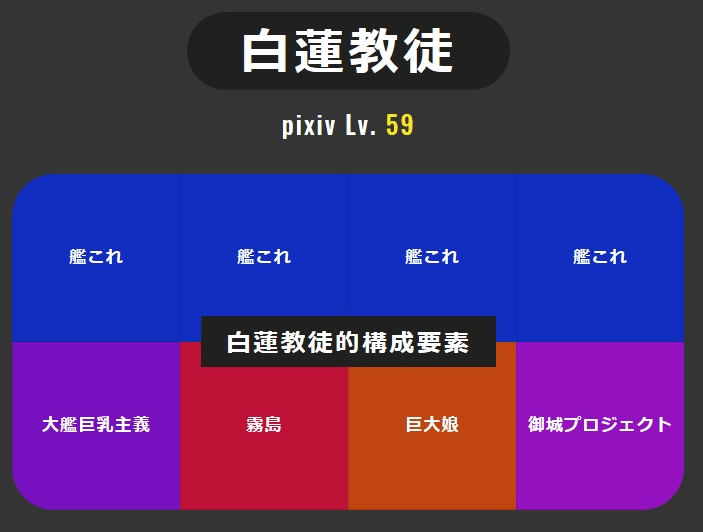 白蓮教徒
pixiv Lv. 59
艦これ 艦これ 艦これ 艦これ
白蓮教徒的構成要素
大艦巨乳主義 霧島 巨大娘 御城プロジェクト